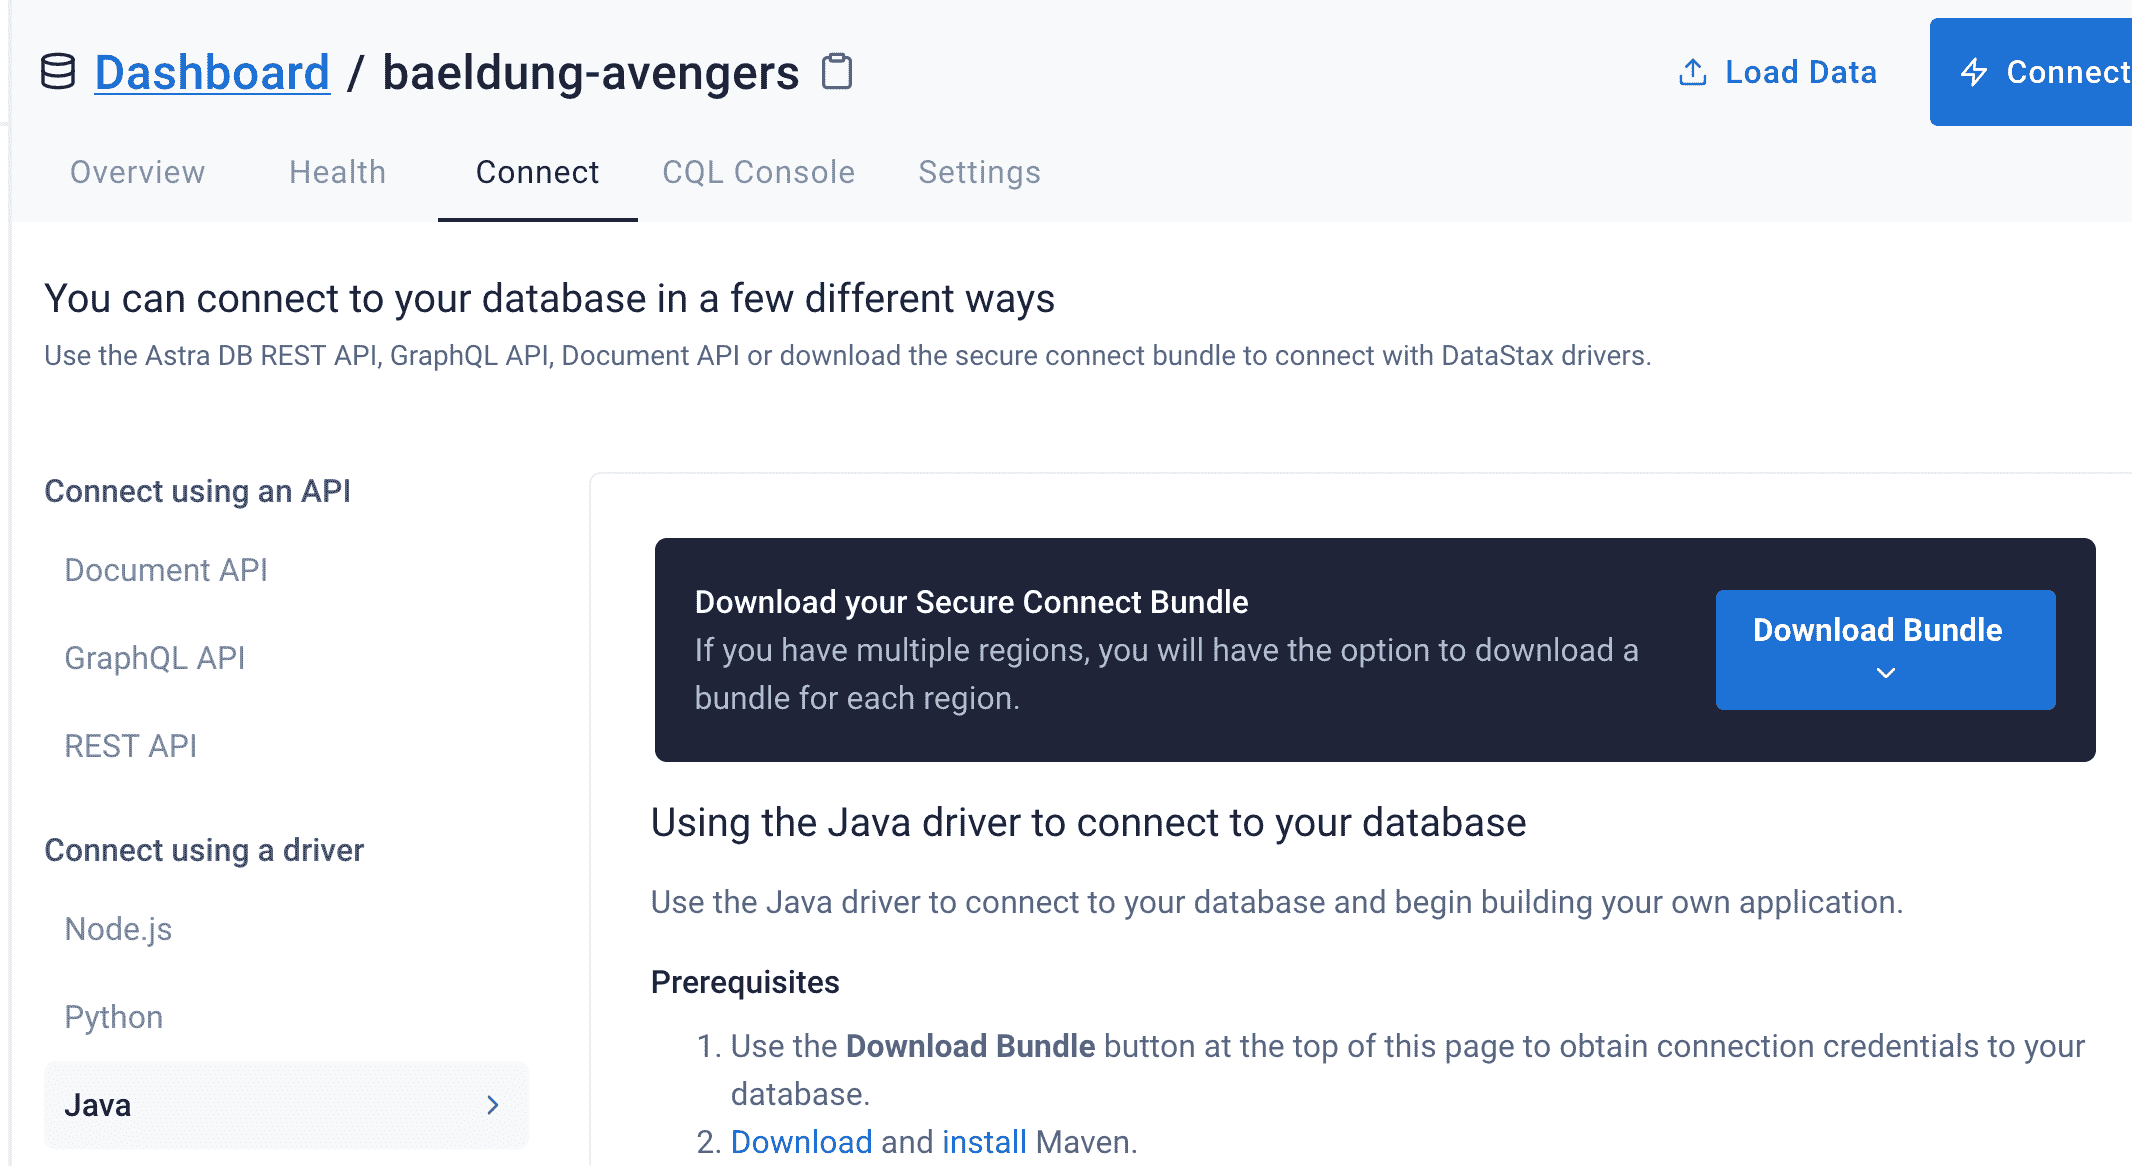 Dashboard / baeldung-avengers
Load Data
Connect
Overview
Health
Connect
CQL Console
Settings
You can connect to your database in a few different ways
Use the Astra DB REST API, GraphQL API, Document API or download the secure connect bundle to connect with DataStax drivers.
Connect using an API
Document API
GraphQL API
REST API
Connect using a driver
Node.js
Python
Java
Download your Secure Connect Bundle
If you have multiple regions, you will have the option to download a
bundle for each region.
Download Bundle
Using the Java driver to connect to your database
Use the Java driver to connect to your database and begin building your own application.
Prerequisites
1. Use the Download Bundle button at the top of this page to obtain connection credentials to your
database.
2. Download and install Maven.